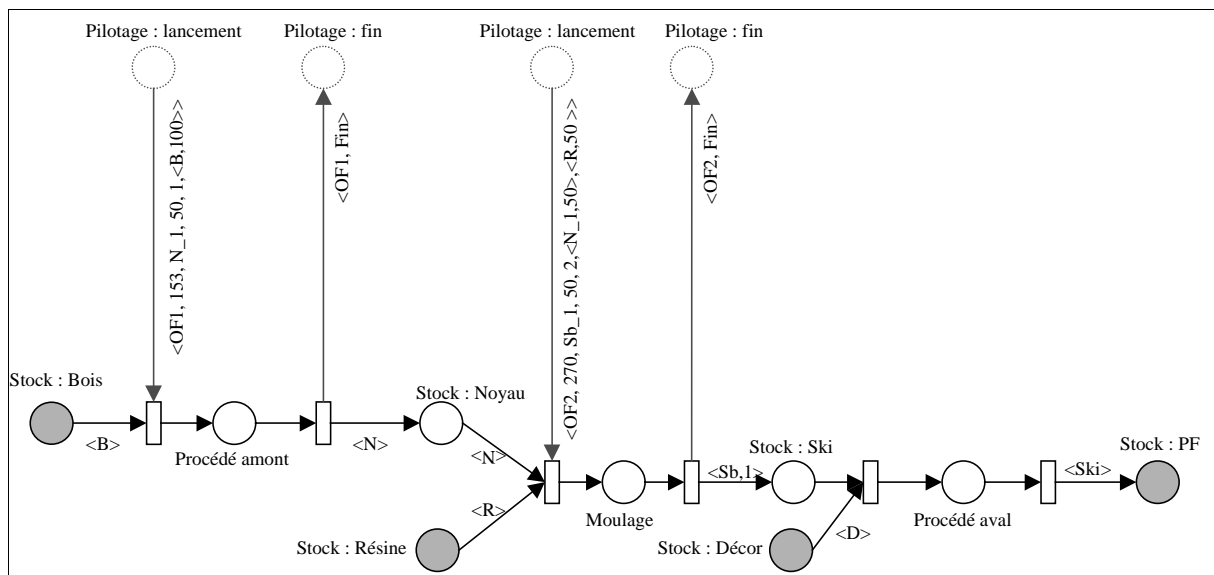 Pilotage : lancement
Pilotage : fin
Pilotage : lancement
Pilotage : fin
<OF1, 153, N_1, 50, 1,<B,100>>
<OF1, Fin>
<OF2, 270, Sb_1, 50, 2,<N_1,50>,<R,50 >>
<OF2, Fin>
Stock : Bois
<B>
Procédé amont
<N>
Stock : Noyau
<N>
<R>
Stock : Résine
Moulage
<Sb,1>
Stock : Ski
Stock : Décor
<D>
Procédé aval
<Ski>
Stock : PF